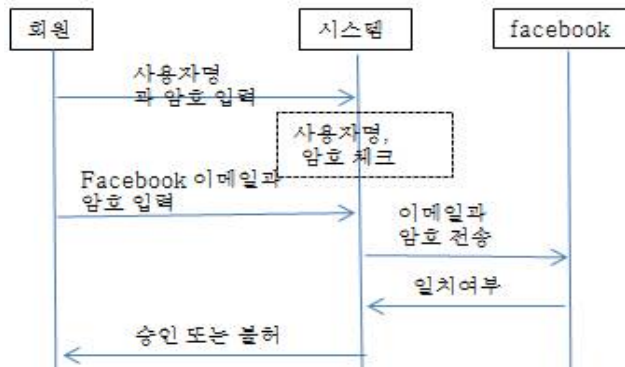 회원
시스템
facebook
사용자명
과 암호 입력
사용자명,
암호 체크
Facebook 이메일과
암호 입력
이메일과
암호 전송
일치여부
승인 또는 불허